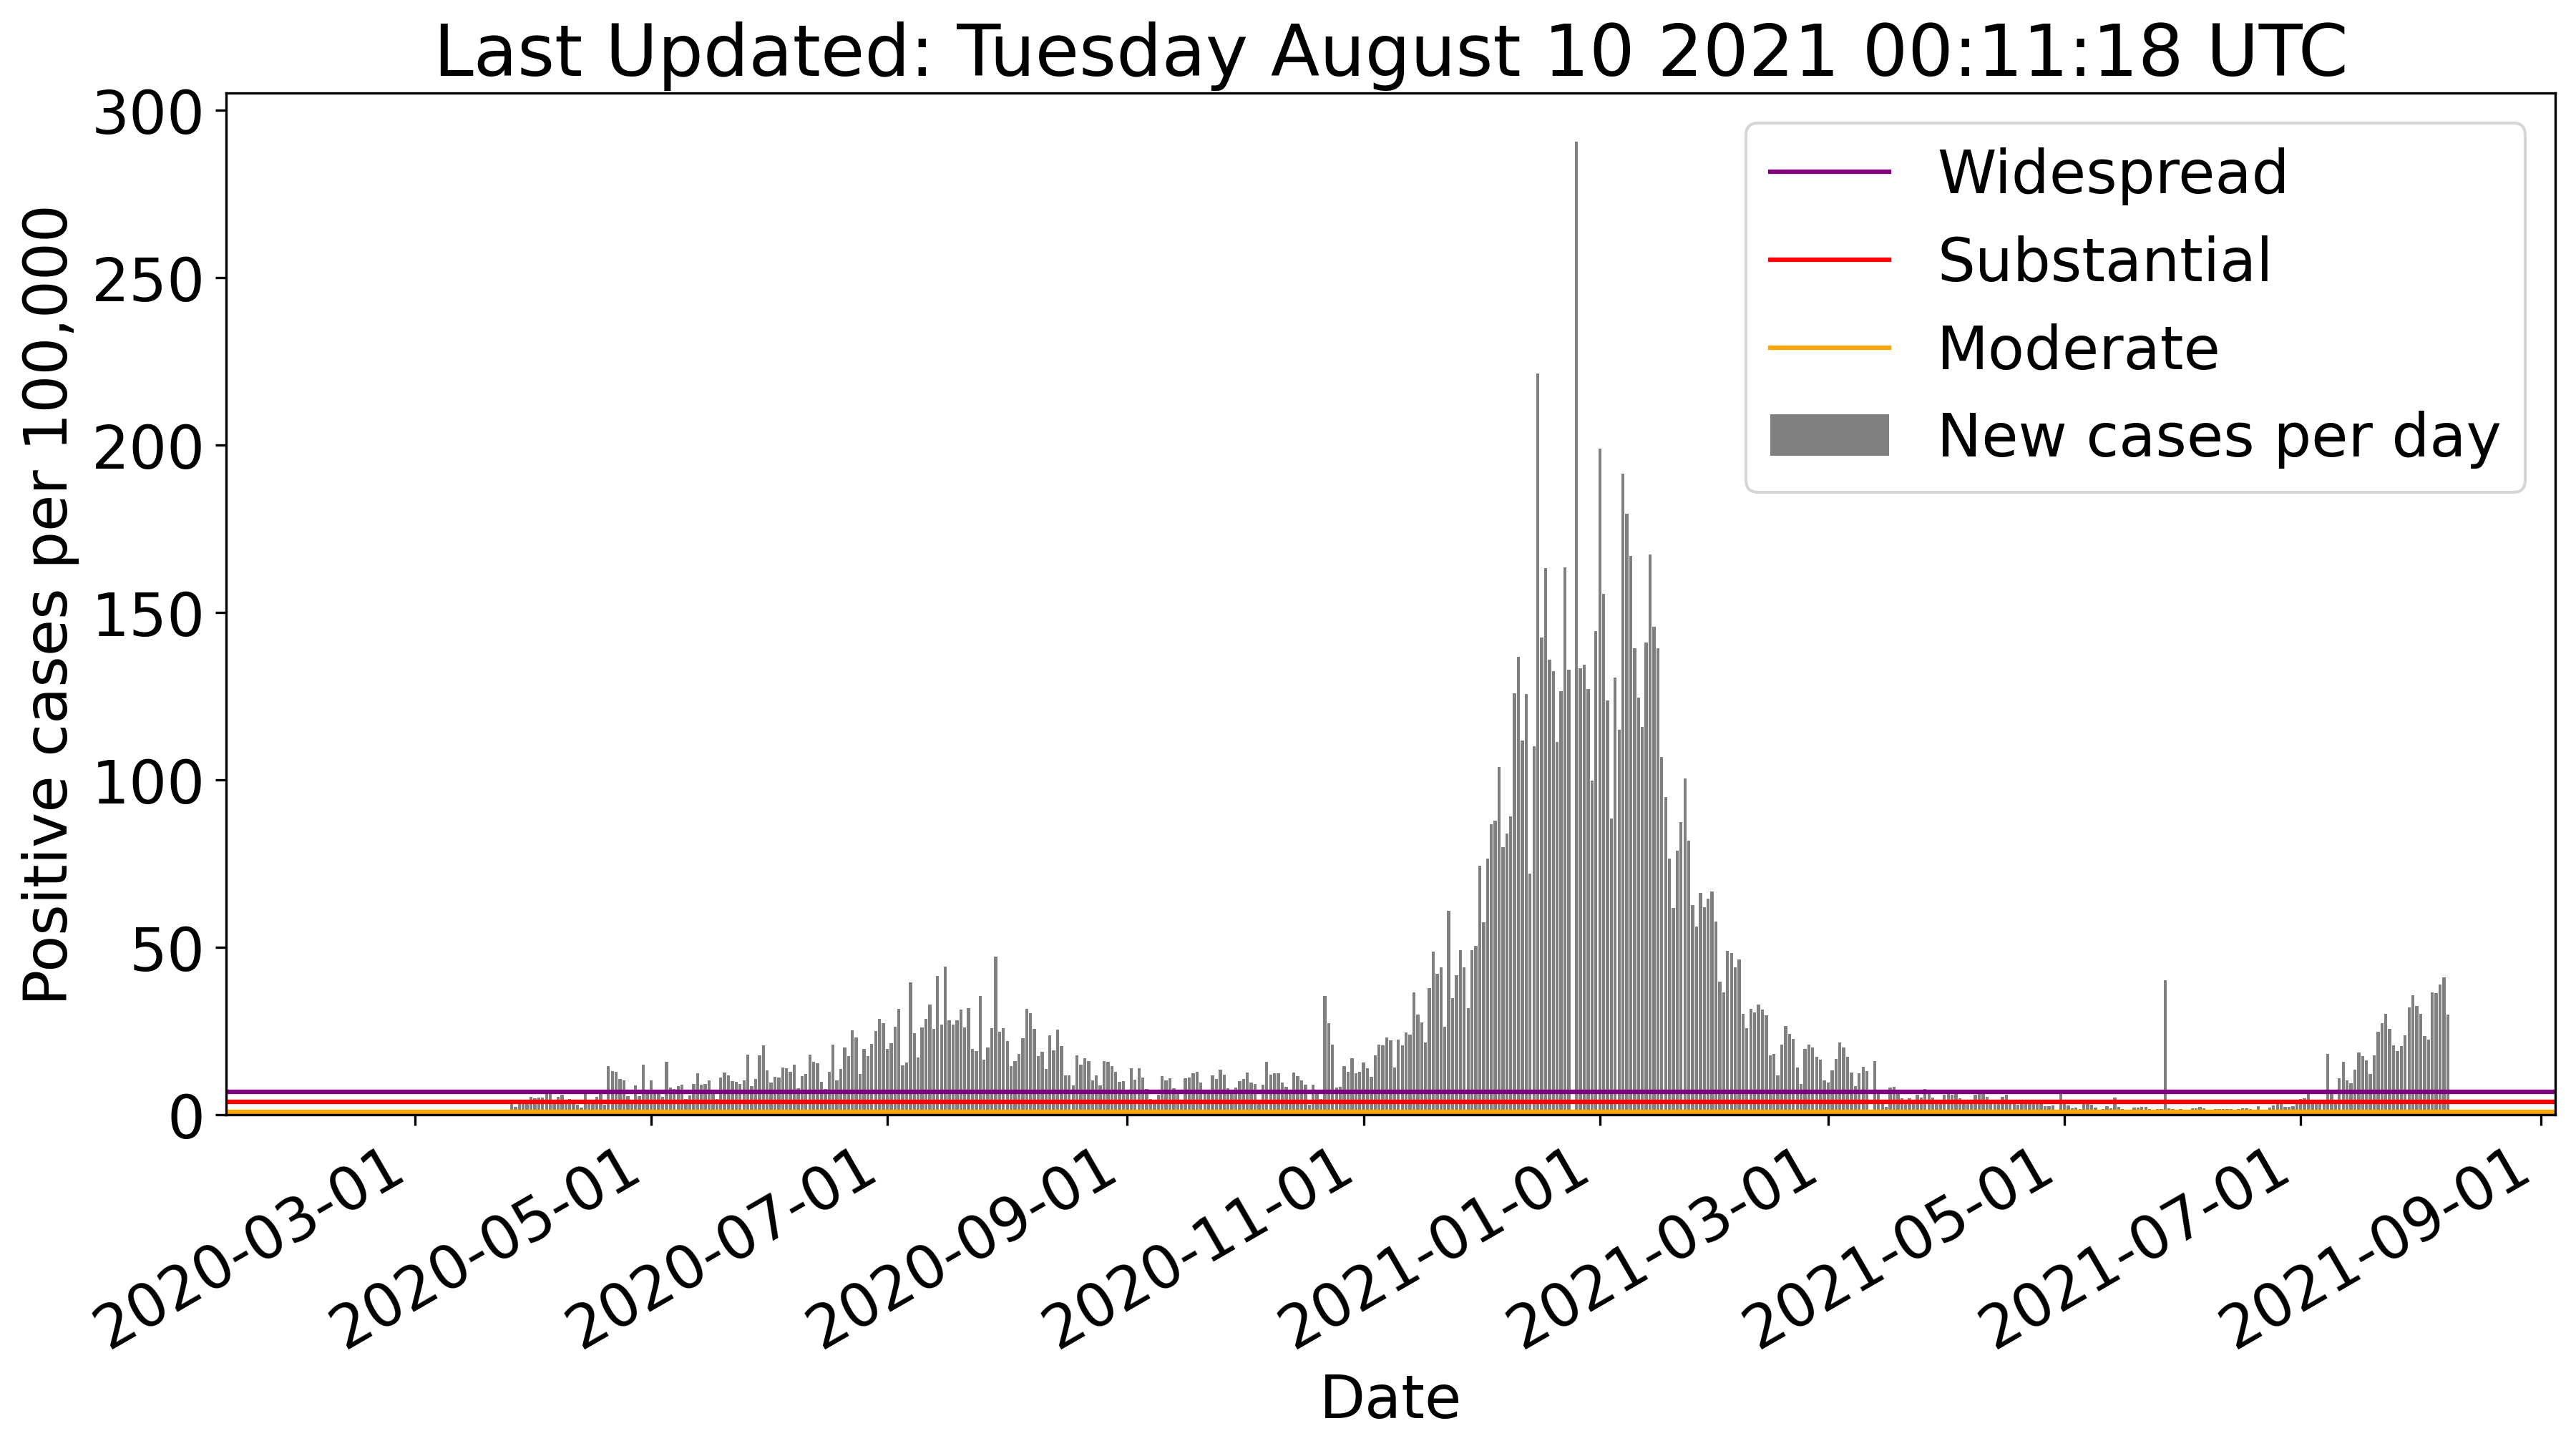 Last Updated: Tuesday August 10 2021 00:11:18 UTC
Positive cases per 100,000
300
250
200
150
100
50
0
Widespread
Substantial
Moderate
New cases per day
2020-03-01
2020-05-01
2020-07-01
2020-09-01
2020-11-01
2021-01-01
2021-03-01
2021-05-01
2021-07-01
2021-09-01
Date